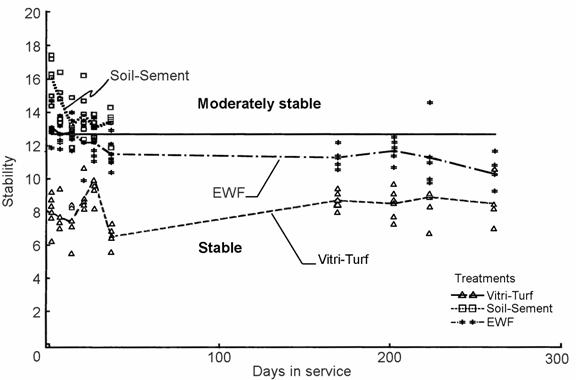 20
18
16
14
12
10
8
6
4
2
0
Stability
Soil-Sement
Moderately stable
EWF
Stable
Vitri-Turf
Treatments
Vitri-Turf
Soil-Sement
EWF
0 100 200 300
Days in service